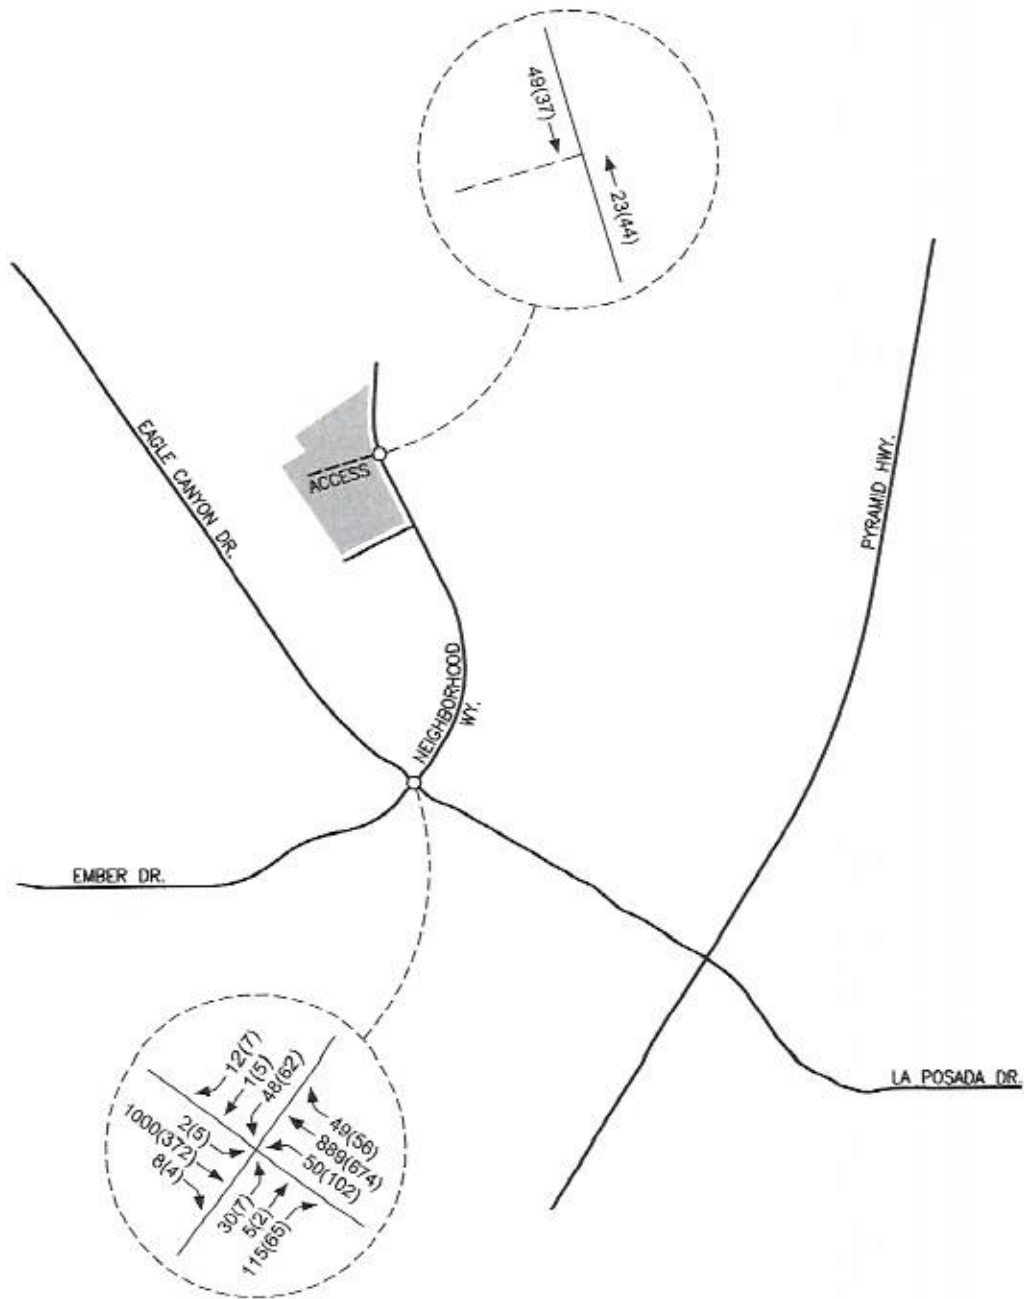 49(37)
23(44)
EAGLE CANYON DR.
ACCESS
PYRAMID HWY.
NEIGHBORHOOD
WY.
EMBER DR.
LA POSADA DR.
12(7)
1(5)
48(62)
2(5)
1000(372)
8(4)
49(56)
889(674)
50(102)
30(7)
5(2)
115(65)